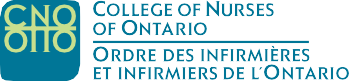 CNO
OIIO
COLLEGE OF NURSES
OF ONTARIO
ORDRE DES INFIRMIÈRES
ET INFIRMIERS DE L'ONTARIO